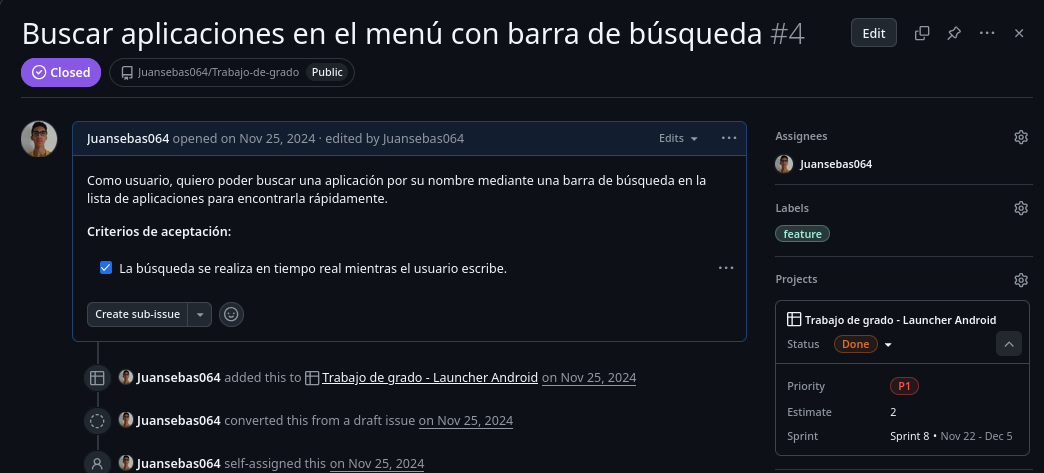 Buscar aplicaciones en el menú con barra de búsqueda #4
Edit
Closed
Juansebas064/Trabajo-de-grado Public
Juansebas064 opened on Nov 25, 2024 · edited by Juansebas064
Edits
Como usuario, quiero poder buscar una aplicación por su nombre mediante una barra de búsqueda en la
lista de aplicaciones para encontrarla rápidamente.
Criterios de aceptación:
La búsqueda se realiza en tiempo real mientras el usuario escribe.
Create sub-issue
Juansebas064 added this to Trabajo de grado - Launcher Android on Nov 25, 2024
Juansebas064 converted this from a draft issue on Nov 25, 2024
Juansebas064 self-assigned this on Nov 25, 2024
Assignees
Juansebas064
Labels
feature
Projects
Trabajo de grado - Launcher Android
Status Done
Priority P1
Estimate 2
Sprint Sprint 8 • Nov 22 - Dec 5